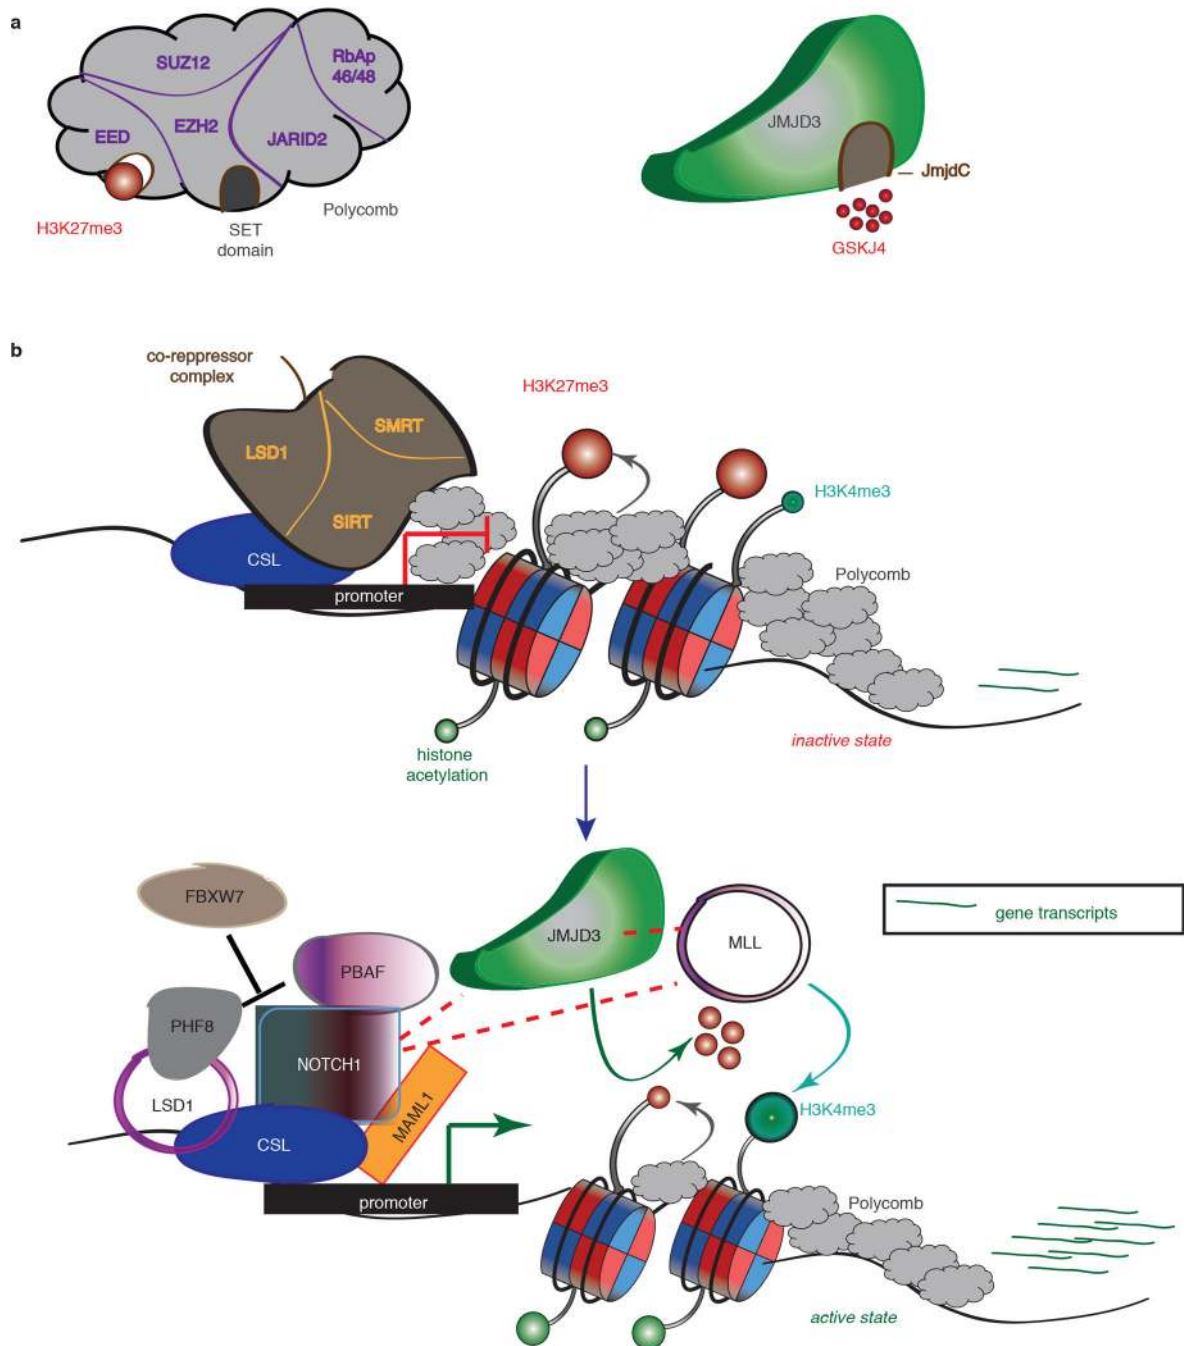 a
SUZ12
RbAp
46/48
EED
EZH2
JARID2
H3K27me3
SET
domain
Polycomb
JMJD3
JmjdC
GSKJ4
b
co-reppressor
complex
LSD1
SMRT
SIRT
CSL
promoter
H3K27me3
H3K4me3
Polycomb
histone
acetylation
inactive state
FBXW7
PHF8
PBAF
NOTCH1
LSD1
CSL
MAML1
promoter
JMJD3
MLL
H3K4me3
Polycomb
gene transcripts
active state